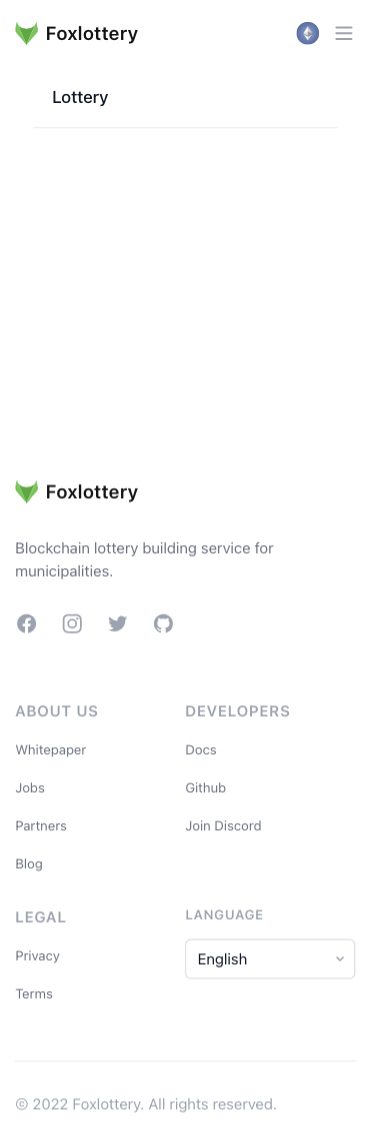 Foxlottery
Lottery
Foxlottery
Blockchain lottery building service for
municipalities.
ABOUT US
Whitepaper
Jobs
Partners
Blog
DEVELOPERS
Docs
Github
Join Discord
LEGAL
Privacy
Terms
LANGUAGE
English
© 2022 Foxlottery. All rights reserved.